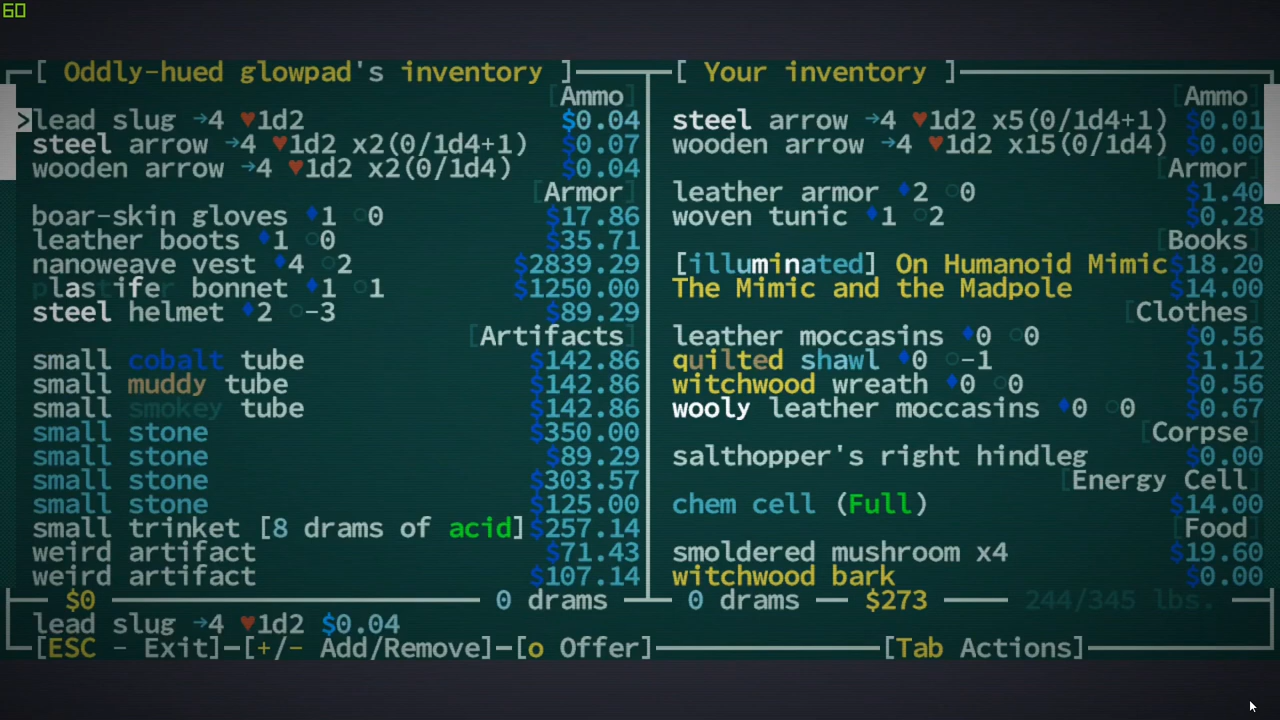 60
[ Oddly-hued glowpad's inventory ]
[Ammo]
>lead slug →4 ♥1d2 $0.04
steel arrow →4 ♥1d2 x2(0/1d4+1) $0.07
wooden arrow →4 ♥1d2 x2(0/1d4) $0.04
[Armor]
boar-skin gloves ♦1 ○0 $17.86
leather boots ♦1 ○0 $35.71
nanoweave vest ♦4 ○2 $2839.29
plastifer bonnet ♦1 ○1 $1250.00
steel helmet ♦2 ○-3 $89.29
[Artifacts]
small cobalt tube $142.86
small muddy tube $142.86
small smokey tube $142.86
small stone $350.00
small stone $89.29
small stone $303.57
small stone $125.00
small trinket [8 drams of acid] $257.14
weird artifact $71.43
weird artifact $107.14
[ Your inventory ]
[Ammo]
steel arrow →4 ♥1d2 x5(0/1d4+1) $0.01
wooden arrow →4 ♥1d2 x15(0/1d4) $0.00
[Armor]
leather armor ♦2 ○0 $1.40
woven tunic ♦1 ○2 $0.28
[Books]
[illuminated] On Humanoid Mimic $18.20
The Mimic and the Madpole $14.00
[Clothes]
leather moccasins ♦0 ○0 $0.56
quilted shawl ♦0 ○-1 $1.12
witchwood wreath ♦0 ○0 $0.56
wooly leather moccasins ♦0 ○0 $0.67
[Corpse]
salthopper's right hindleg $0.00
[Energy Cell]
chem cell (Full) $14.00
[Food]
smoldered mushroom x4 $19.60
witchwood bark $0.00
$0 0 drams 0 drams $273 244/345 lbs.
lead slug →4 ♥1d2 $0.04
[ESC - Exit] [+/- Add/Remove] [o Offer] [Tab Actions]